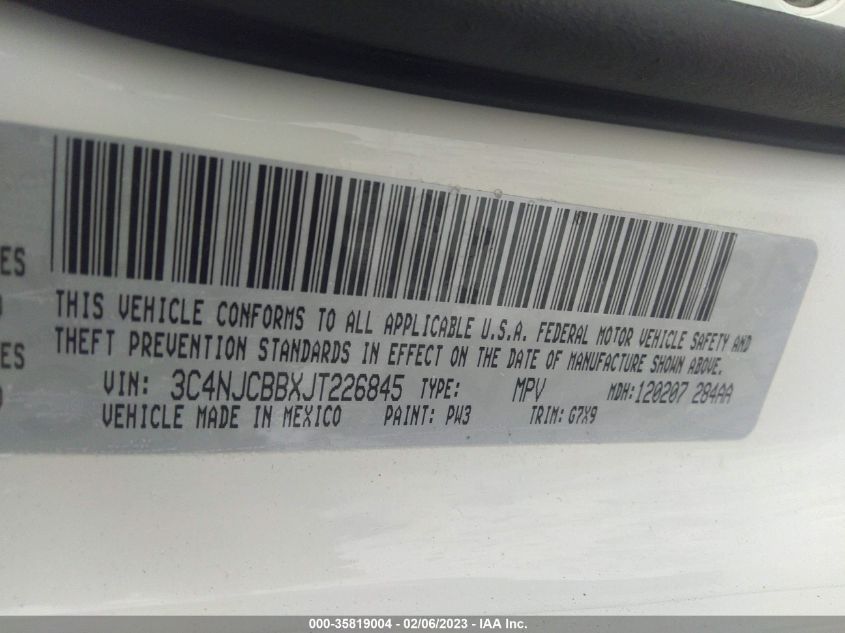 ES
THIS VEHICLE CONFORMS TO ALL APPLICABLE U.S.A. FEDERAL MOTOR VEHICLE SAFETY AND
ES
THEFT PREVENTION STANDARDS IN EFFECT ON THE DATE OF MANUFACTURE SHOWN ABOVE.
VIN: 3C4NJCBBXJT226845 TYPE: MPV MDH: 120207 284AA
VEHICLE MADE IN MEXICO PAINT: PW3 TRIM: G7X9
000-35819004 - 02/06/2023 - IAA Inc.